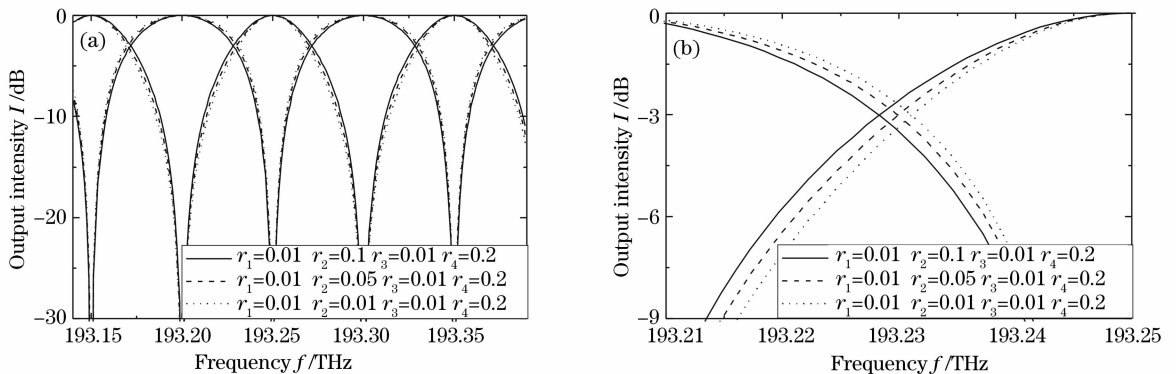 (a)
Output intensity I /dB
0
−10
−20
−30
193.15 193.20 193.25 193.30 193.35
Frequency f /THz
r₁=0.01 r₂=0.1 r₃=0.01 r₄=0.2
r₁=0.01 r₂=0.05 r₃=0.01 r₄=0.2
r₁=0.01 r₂=0.01 r₃=0.01 r₄=0.2
(b)
Output intensity I /dB
0
−3
−6
−9
193.21 193.22 193.23 193.24 193.25
Frequency f /THz
r₁=0.01 r₂=0.1 r₃=0.01 r₄=0.2
r₁=0.01 r₂=0.05 r₃=0.01 r₄=0.2
r₁=0.01 r₂=0.01 r₃=0.01 r₄=0.2